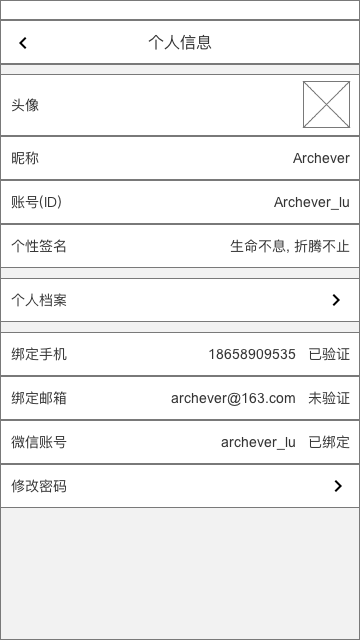 个人信息
头像
昵称 Archever
账号(ID) Archever_lu
个性签名 生命不息, 折腾不止
个人档案
绑定手机 18658909535 已验证
绑定邮箱 archever@163.com 未验证
微信账号 archever_lu 已绑定
修改密码